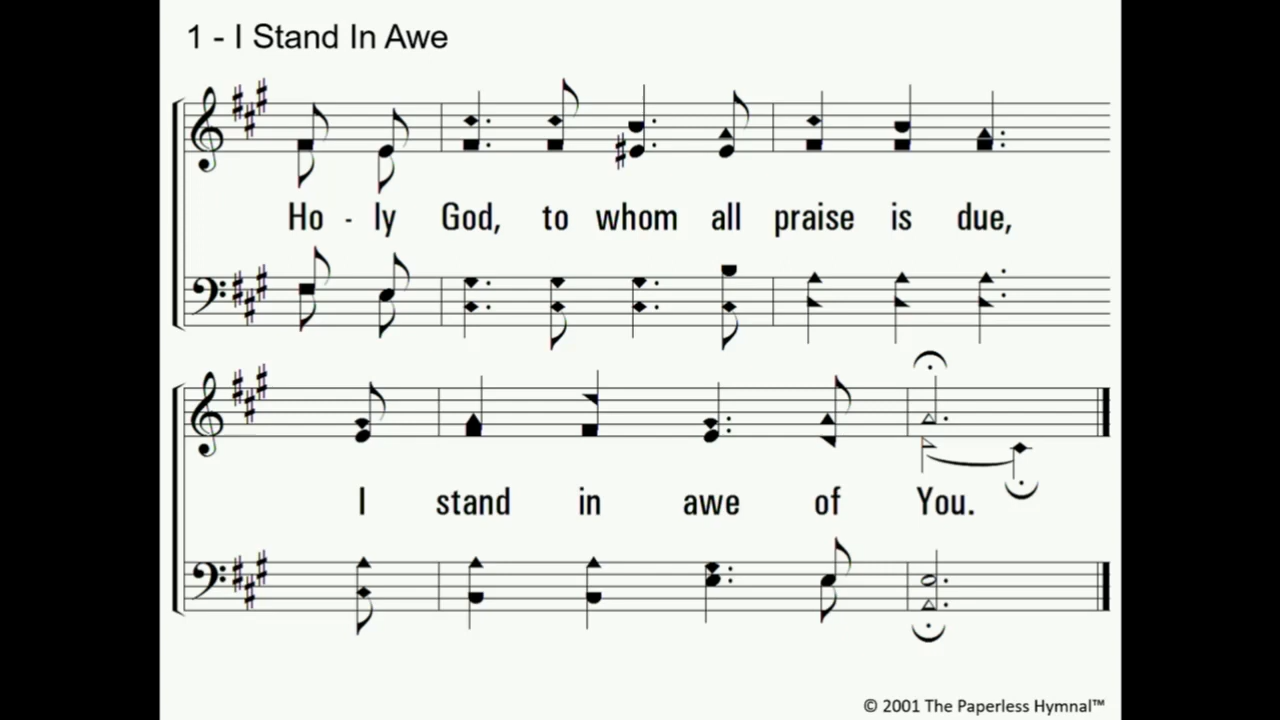 1 - I Stand In Awe
Ho - ly God, to whom all praise is due,
I stand in awe of You.
© 2001 The Paperless Hymnal™